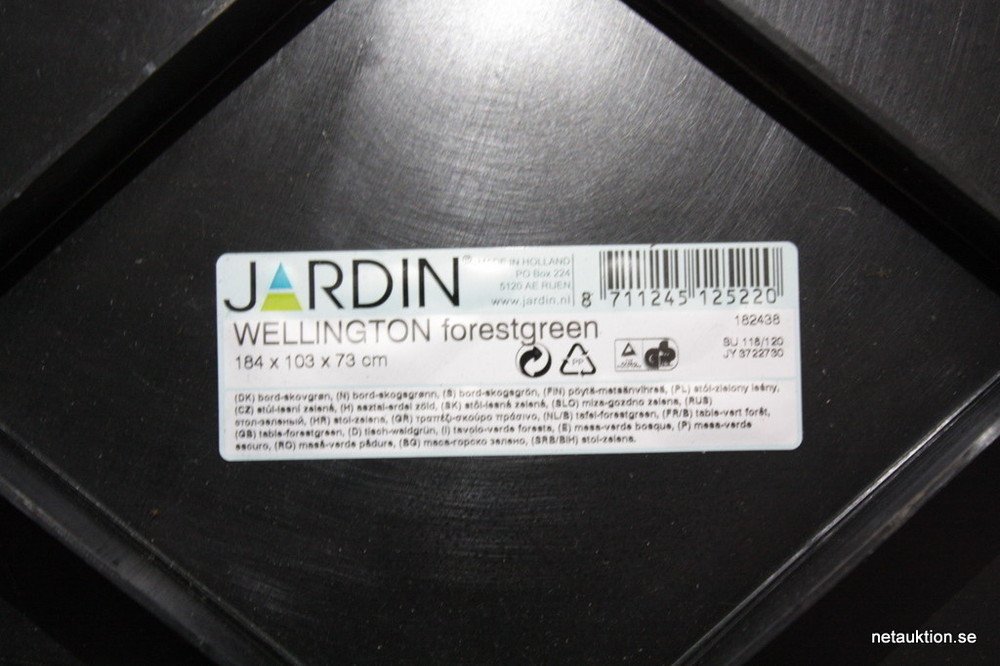 JARDIN®
MADE IN HOLLAND
PO Box 224
5120 AE RIJEN
www.jardin.nl
8 711245 125220
WELLINGTON forestgreen
182438
184 x 103 x 73 cm
PP
GS
SU 118/120
JY 3722730
(DK) bord-skovgrøn, (N) bord-skogsgrønn, (S) bord-skogsgrön, (FIN) pöytä-metsänvihreä, (PL) stół-zielony leśny,
(CZ) stůl-lesní zelená, (H) asztal-erdei zöld, (SK) stôl-lesná zelená, (SLO) miza-gozdno zelena, (RUS)
стол-зеленый, (HR) stol-zelena, (GR) τραπέζι-σκούρο πράσινο, (NL/B) tafel-forestgreen, (FR/B) table-vert forêt,
(GB) table-forestgreen, (D) tisch-waldgrün, (I) tavolo-verde foresta, (E) mesa-verde bosque, (P) mesa-verde
escuro, (RO) masă-verde pădure, (BG) маса-горско зелено, (SRB/BIH) stol-zelena.
netauktion.se